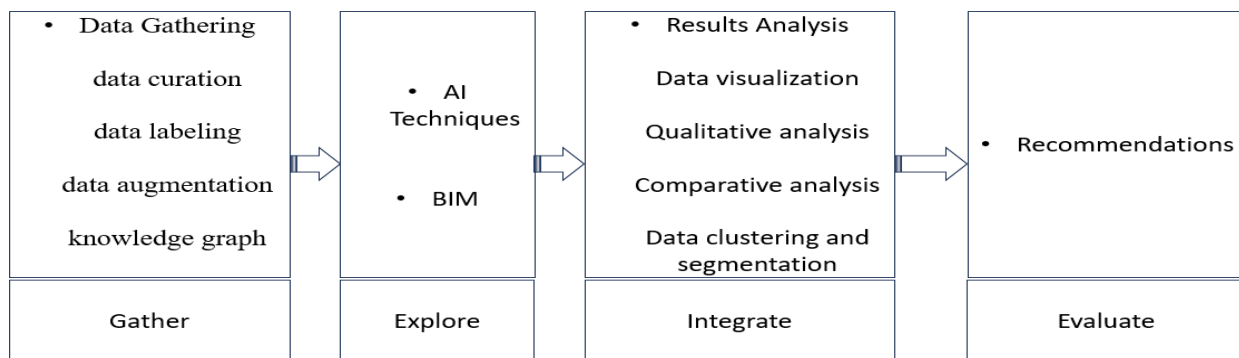 • Data Gathering
data curation
data labeling
data augmentation
knowledge graph
Gather
• AI
Techniques
• BIM
Explore
• Results Analysis
Data visualization
Qualitative analysis
Comparative analysis
Data clustering and
segmentation
Integrate
• Recommendations
Evaluate